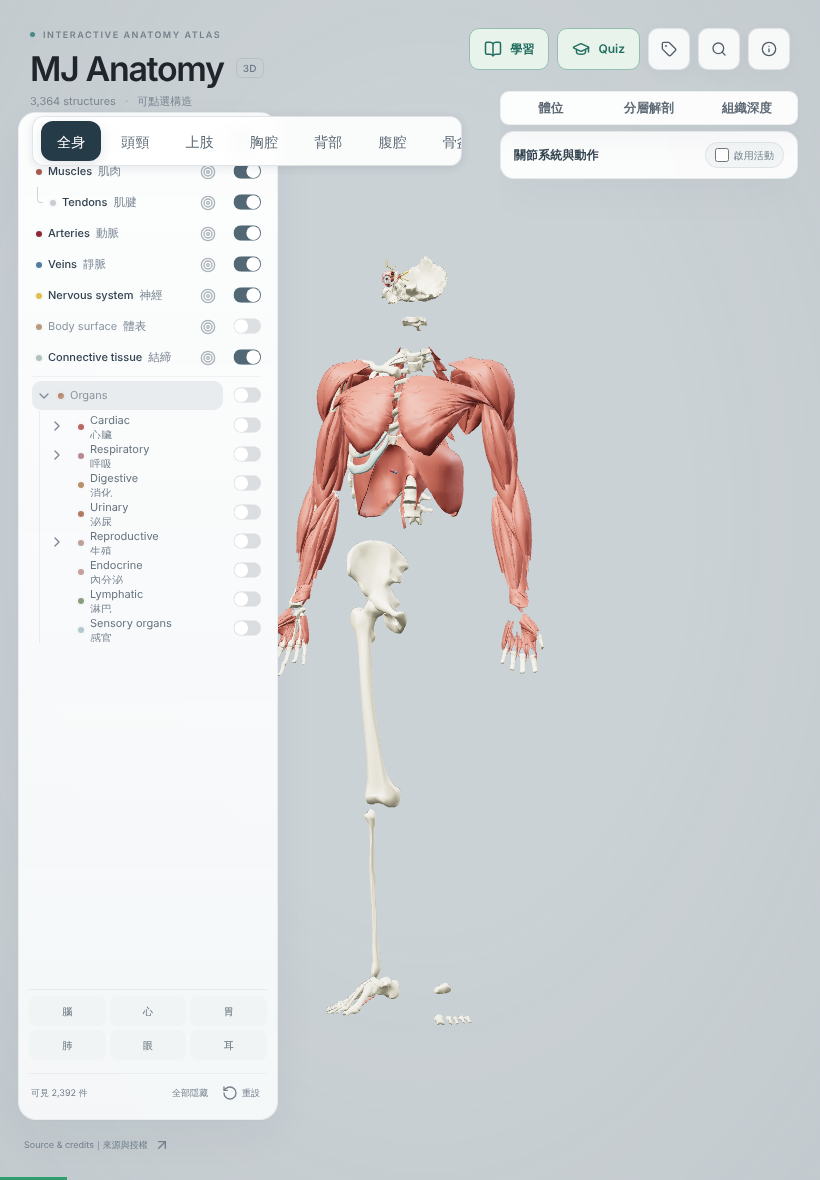 INTERACTIVE ANATOMY ATLAS
MJ Anatomy 3D
3,364 structures · 可點選構造
學習
Quiz
全身 頭頸 上肢 胸腔 背部 腹腔
體位 分層解剖 組織深度
關節系統與動作 啟用活動
Muscles 肌肉
Tendons 肌腱
Arteries 動脈
Veins 靜脈
Nervous system 神經
Body surface 體表
Connective tissue 結締
Organs
Cardiac
心臟
Respiratory
呼吸
Digestive
消化
Urinary
泌尿
Reproductive
生殖
Endocrine
內分泌
Lymphatic
淋巴
Sensory organs
感官
腦 心 胃
肺 眼 耳
可見 2,392 件 全部隱藏 重設
Source & credits | 來源與授權